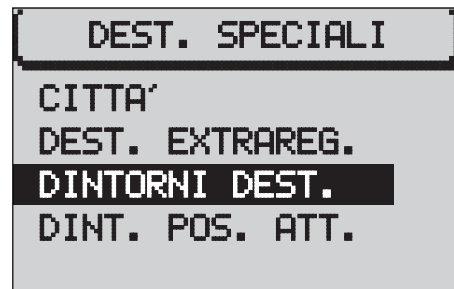 DEST. SPECIALI
CITTA'
DEST. EXTRAREG.
DINTORNI DEST.
DINT. POS. ATT.